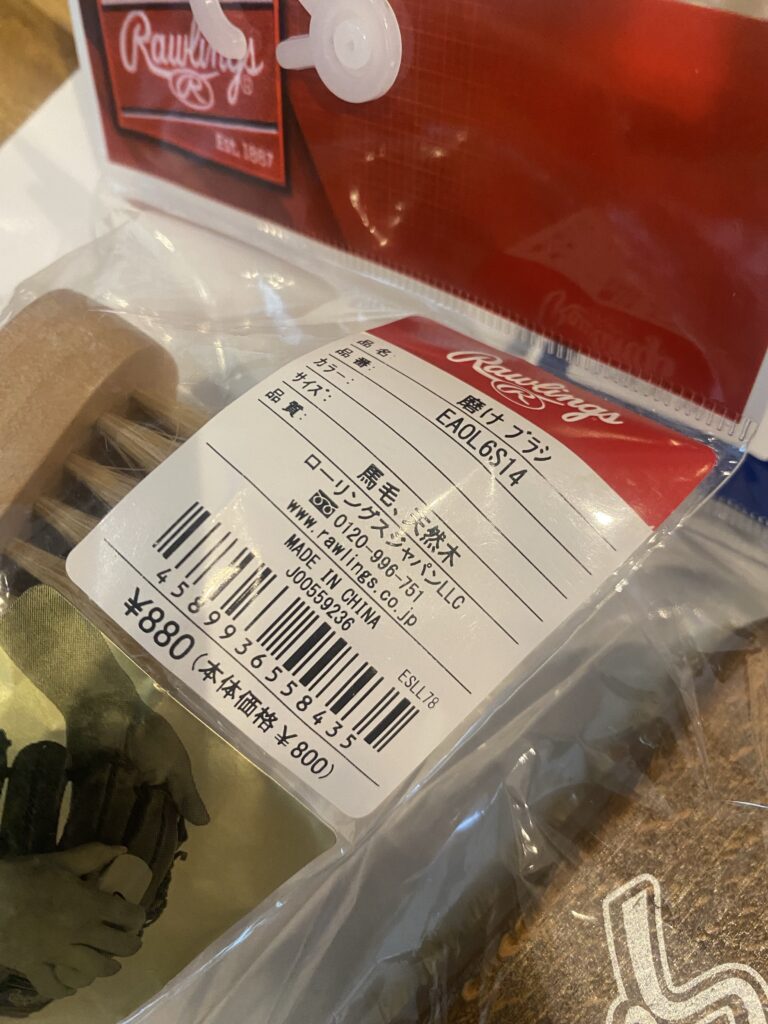 Rawlings
R
Est. 1887
Rawlings
R
品名:
磨け ブラシ
品番:
EAOL6S14
カラー:
サイズ:
品質:
馬毛、天然木
ローリングスジャパンLLC
0120-996-751
www.rawlings.co.jp
MADE IN CHINA
J00559236
ESLL78
4589936558435
¥880 (本体価格 ¥800)